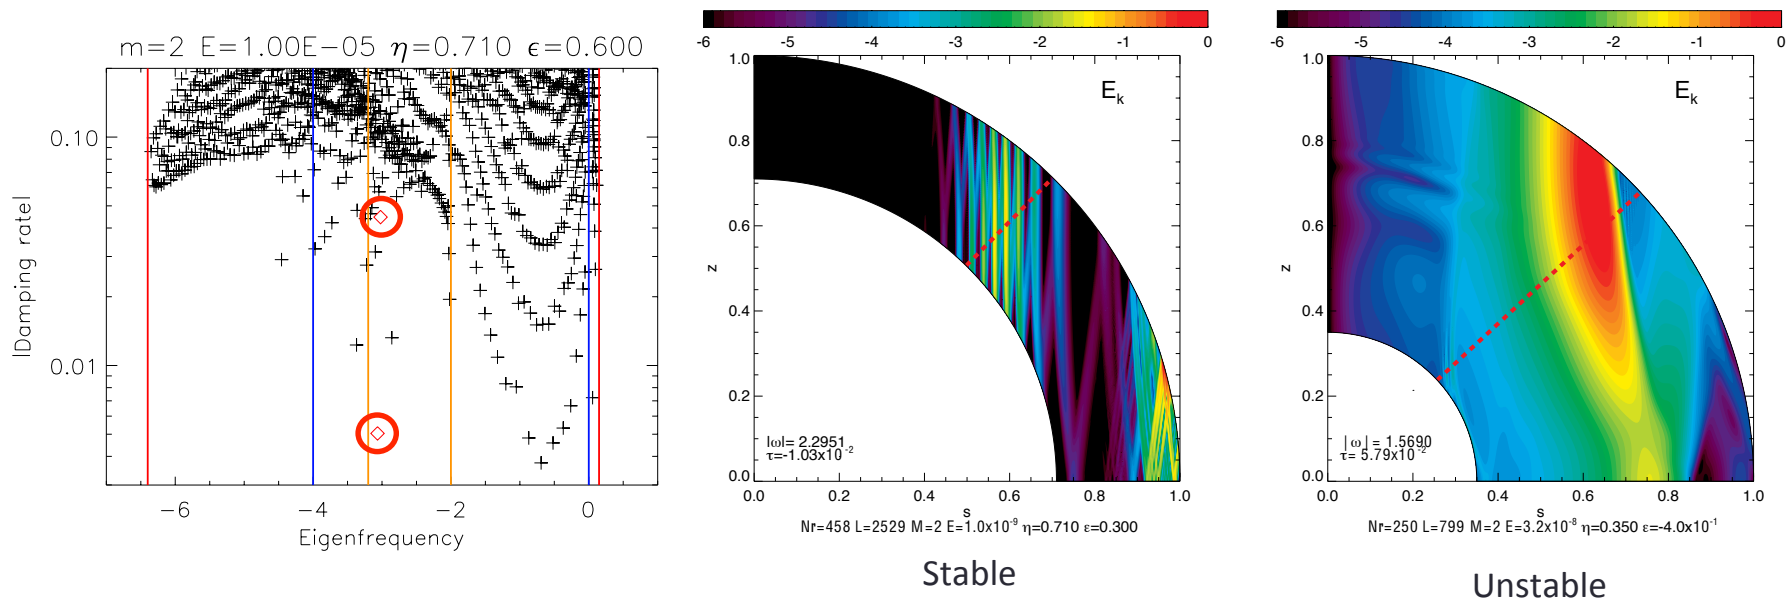 m=2 E=1.00E-05 η=0.710 ϵ=0.600
|Damping rate|
0.10
0.01
-6 -4 -2 0
Eigenfrequency
-6 -5 -4 -3 -2 -1 0
E_k
1.0
0.8
0.6
z
0.4
0.2
0.0
|ω|= 2.2951
τ=-1.03x10^-2
0.0 0.2 0.4 0.6 0.8 1.0
s
Nr=458 L=2529 M=2 E=1.0x10^-9 η=0.710 ε=0.300
Stable
-6 -5 -4 -3 -2 -1 0
E_k
1.0
0.8
0.6
z
0.4
0.2
0.0
|ω|= 1.5690
τ= 5.79x10^-2
0.0 0.2 0.4 0.6 0.8 1.0
s
Nr=250 L=799 M=2 E=3.2x10^-8 η=0.350 ε=-4.0x10^-1
Unstable